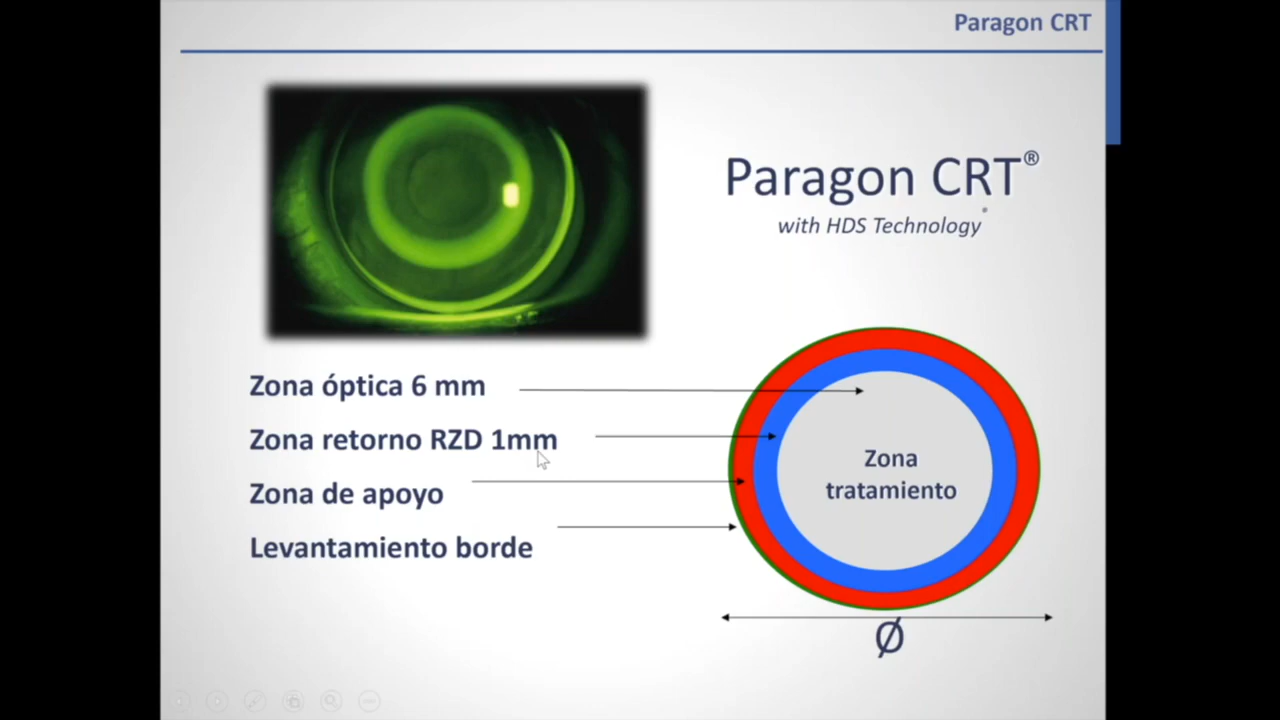 Paragon CRT
Paragon CRT®
with HDS Technology
Zona óptica 6 mm
Zona retorno RZD 1mm
Zona de apoyo
Levantamiento borde
Zona
tratamiento
Ø